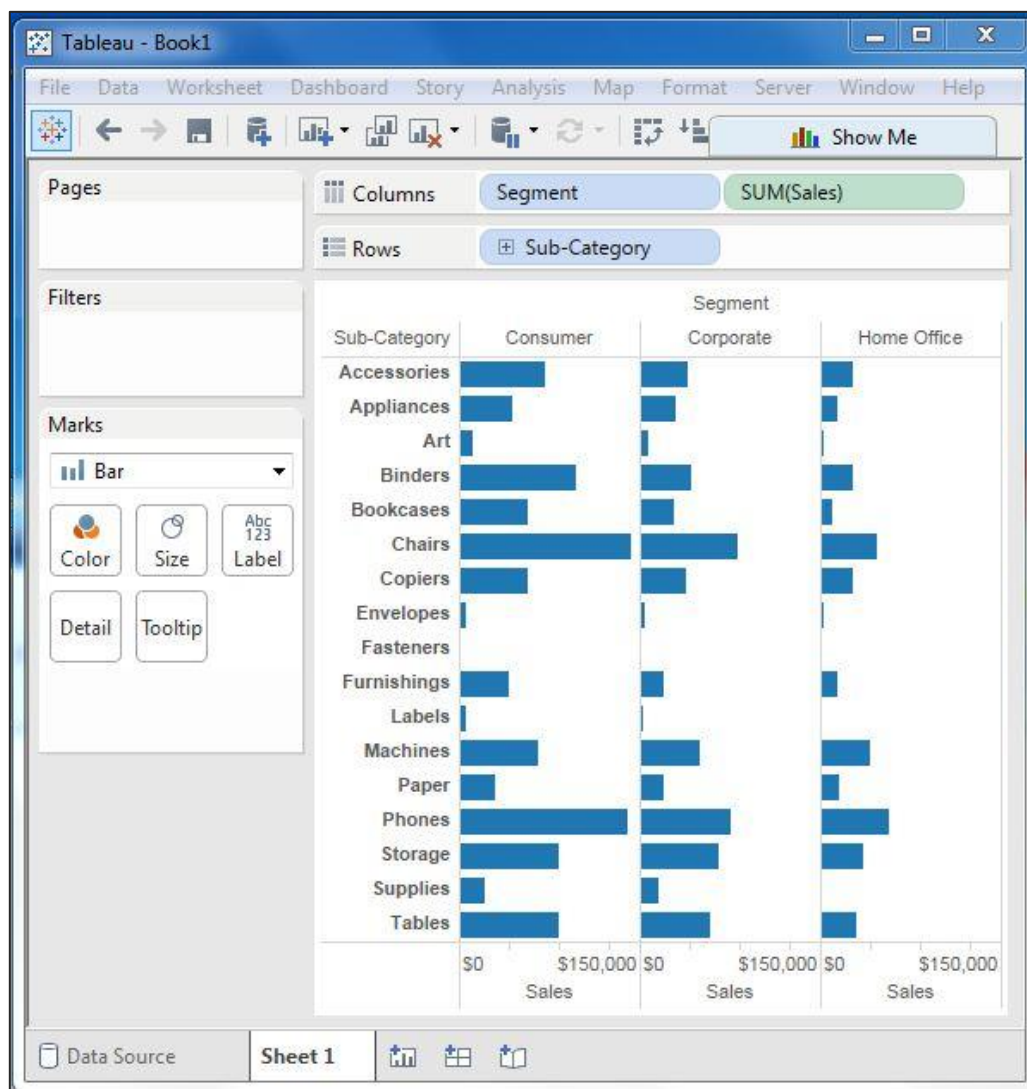 Tableau - Book1
File Data Worksheet Dashboard Story Analysis Map Format Server Window Help
Show Me
Pages
Columns Segment SUM(Sales)
Rows Sub-Category
Filters
Marks
Bar
Color Size Abc 123 Label
Detail Tooltip
Segment
Sub-Category Consumer Corporate Home Office
Accessories
Appliances
Art
Binders
Bookcases
Chairs
Copiers
Envelopes
Fasteners
Furnishings
Labels
Machines
Paper
Phones
Storage
Supplies
Tables
$0 $150,000 $0 $150,000 $0 $150,000
Sales Sales Sales
Data Source Sheet 1